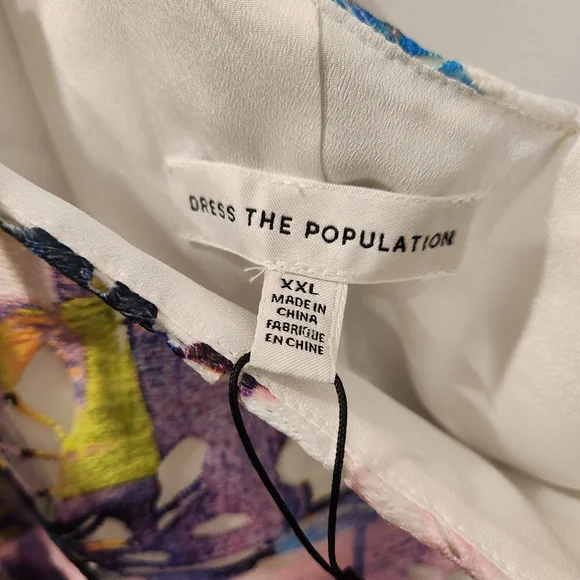 DRESS THE POPULATION
XXL
MADE IN
CHINA
FABRIQUE
EN CHINE